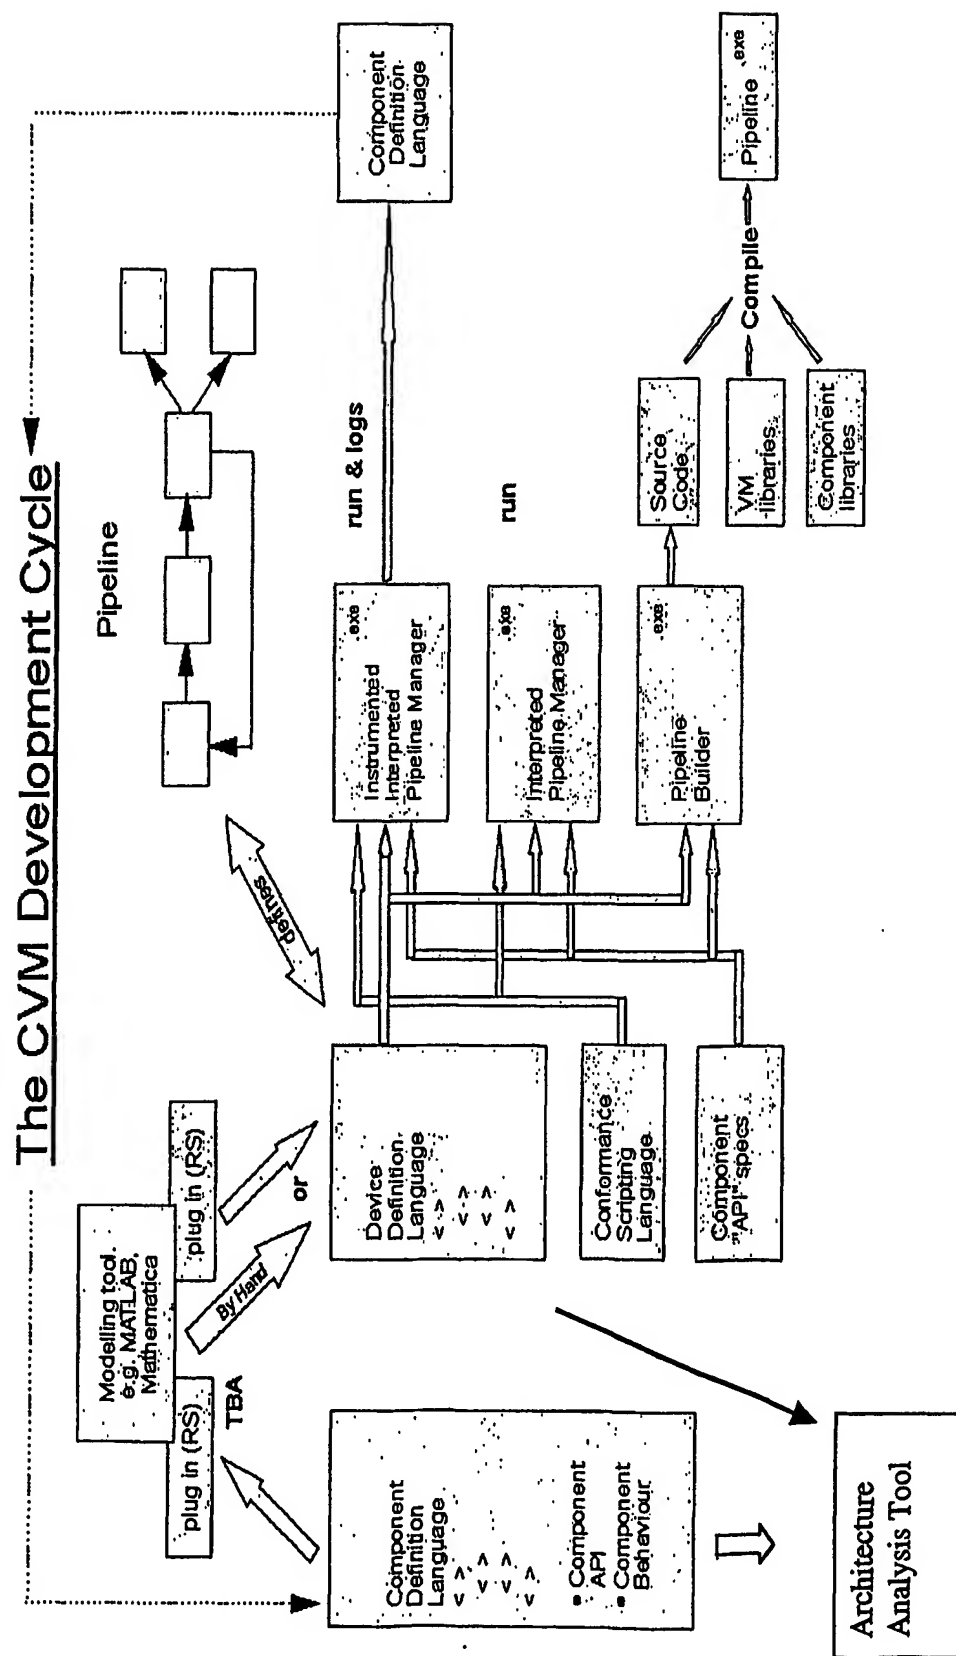 The CVM Development Cycle
Modelling tool.
e.g. MATLAB,
Mathematica
plug in (RS)
plug in (RS)
TBA
By Hand
or
defines
Pipeline
Component
Definition
Language
< >
< >
< >
< >
• Component
API
• Component
Behaviour
Device
Definition
Language
< >
< >
< >
< >
Conformance
Scripting
Language
Component
"API" specs
Instrumented
Interpreted
Pipeline Manager
.exe
run & logs
Component
Definition
Language
Interpreted
Pipeline Manager
.exe
run
Pipeline
Builder
.exe
Source
Code
VM
libraries
Component
libraries
Compile
Pipeline
.exe
Architecture
Analysis Tool